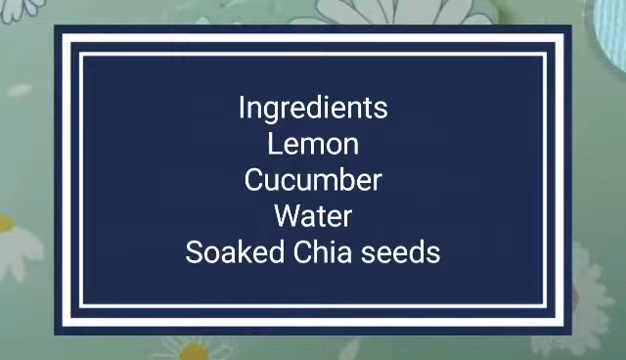 Ingredients
Lemon
Cucumber
Water
Soaked Chia seeds